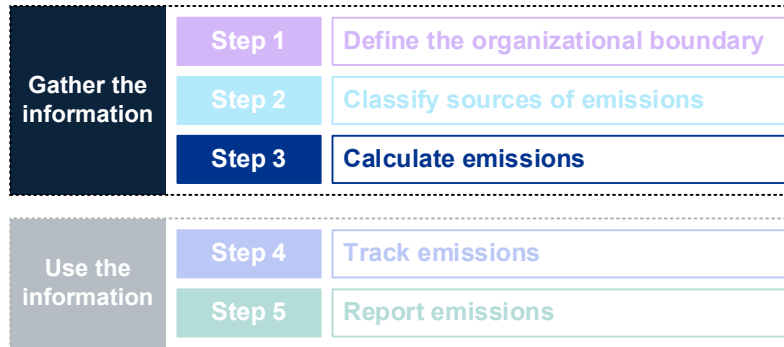 Gather the
information
Step 1
Define the organizational boundary
Step 2
Classify sources of emissions
Step 3
Calculate emissions
Use the
information
Step 4
Track emissions
Step 5
Report emissions